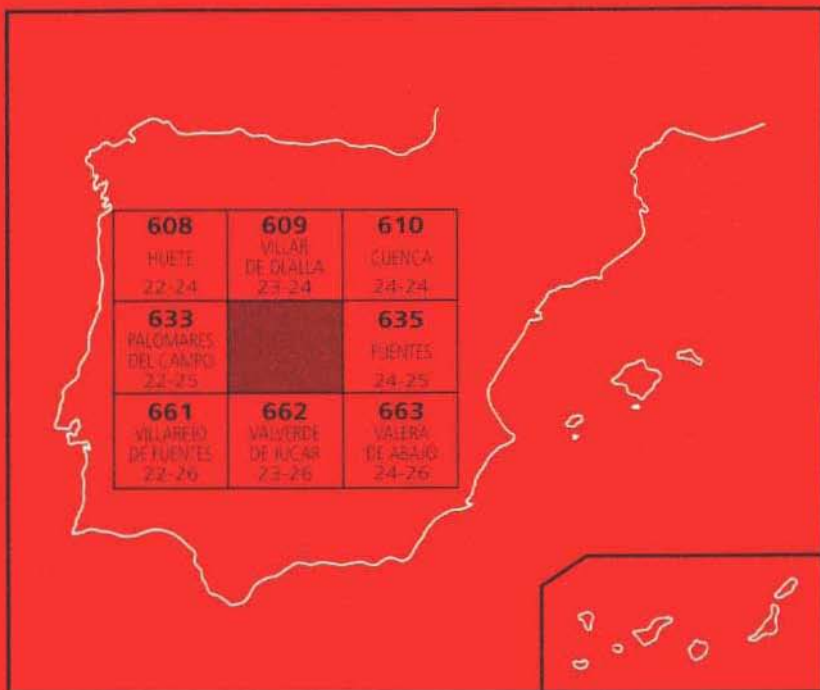 608
HUETE
22-24
609
VILLAR
DE OLALLA
23-24
610
CUENCA
24-24
633
PALOMARES
DEL CAMPO
22-25
635
FUENTES
24-25
661
VILLAREJO
DE FUENTES
22-26
662
VALVERDE
DE JUCAR
23-26
663
VALERA
DE ABAJO
24-26